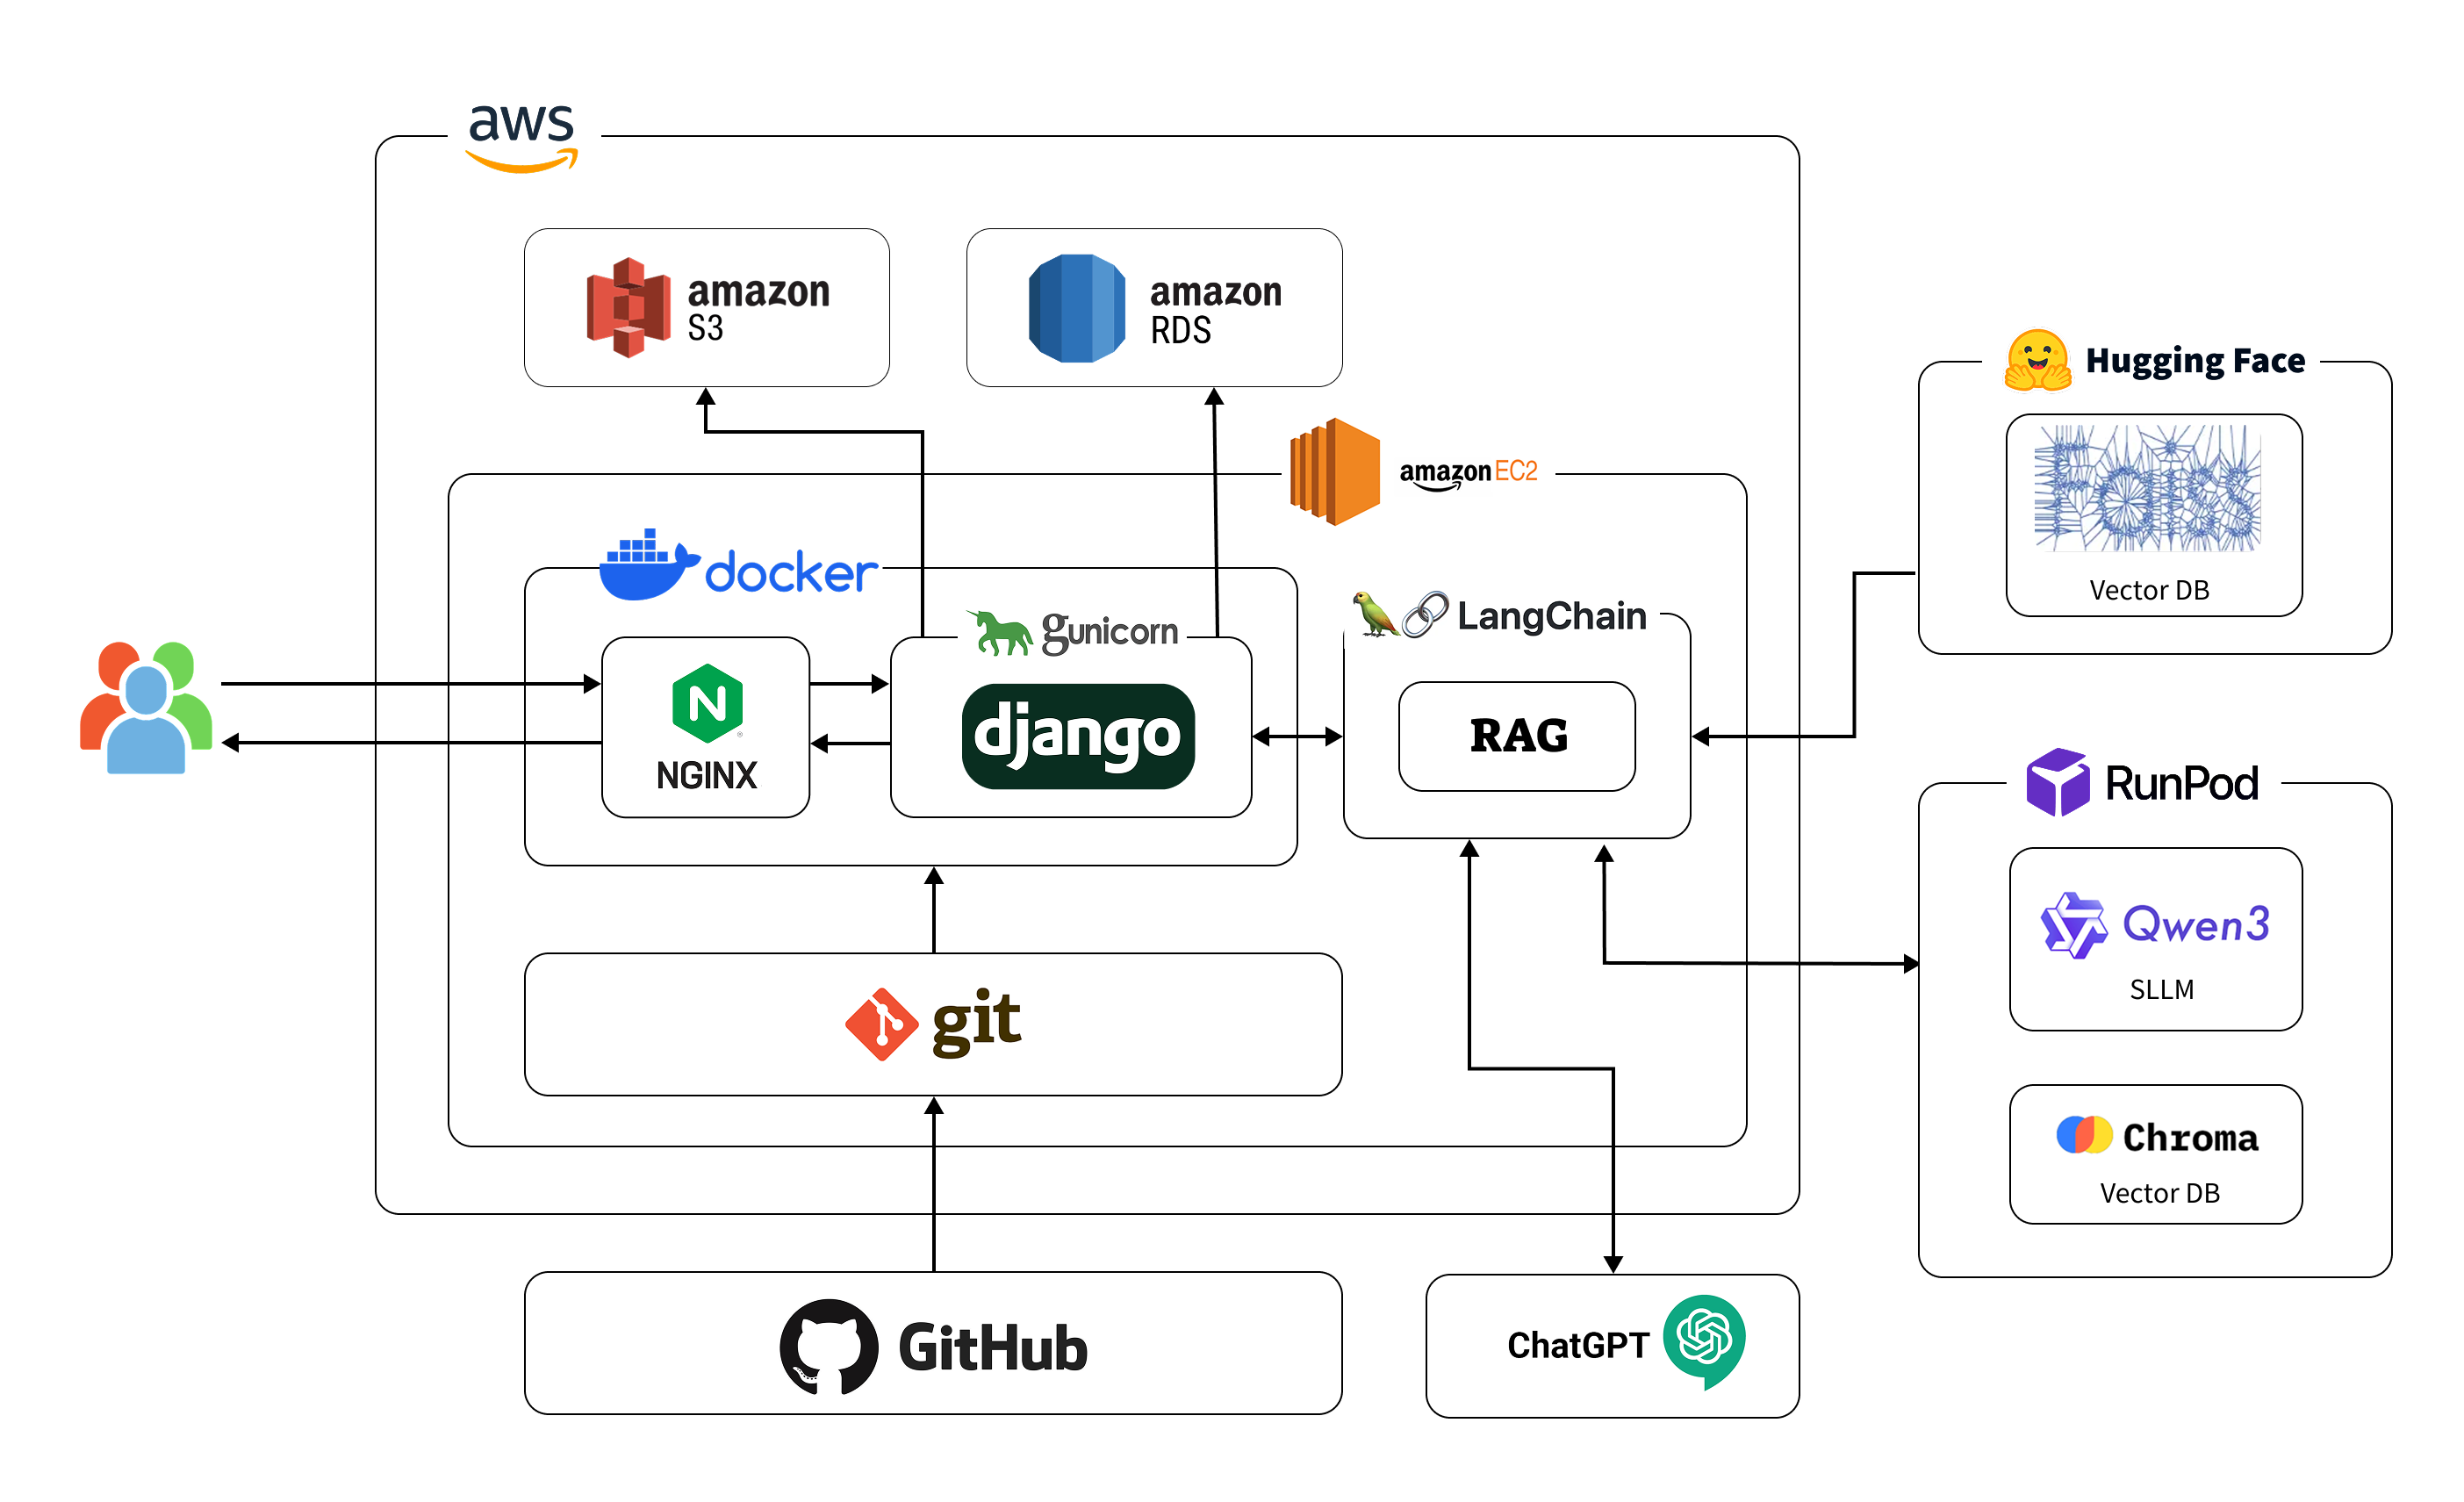 aws
amazon
S3
amazon
RDS
amazon EC2
Hugging Face
Faiss
Vector DB
docker
gunicorn
django
NGINX
LangChain
RAG
RunPod
Qwen3
SLLM
Chroma
Vector DB
git
GitHub
ChatGPT